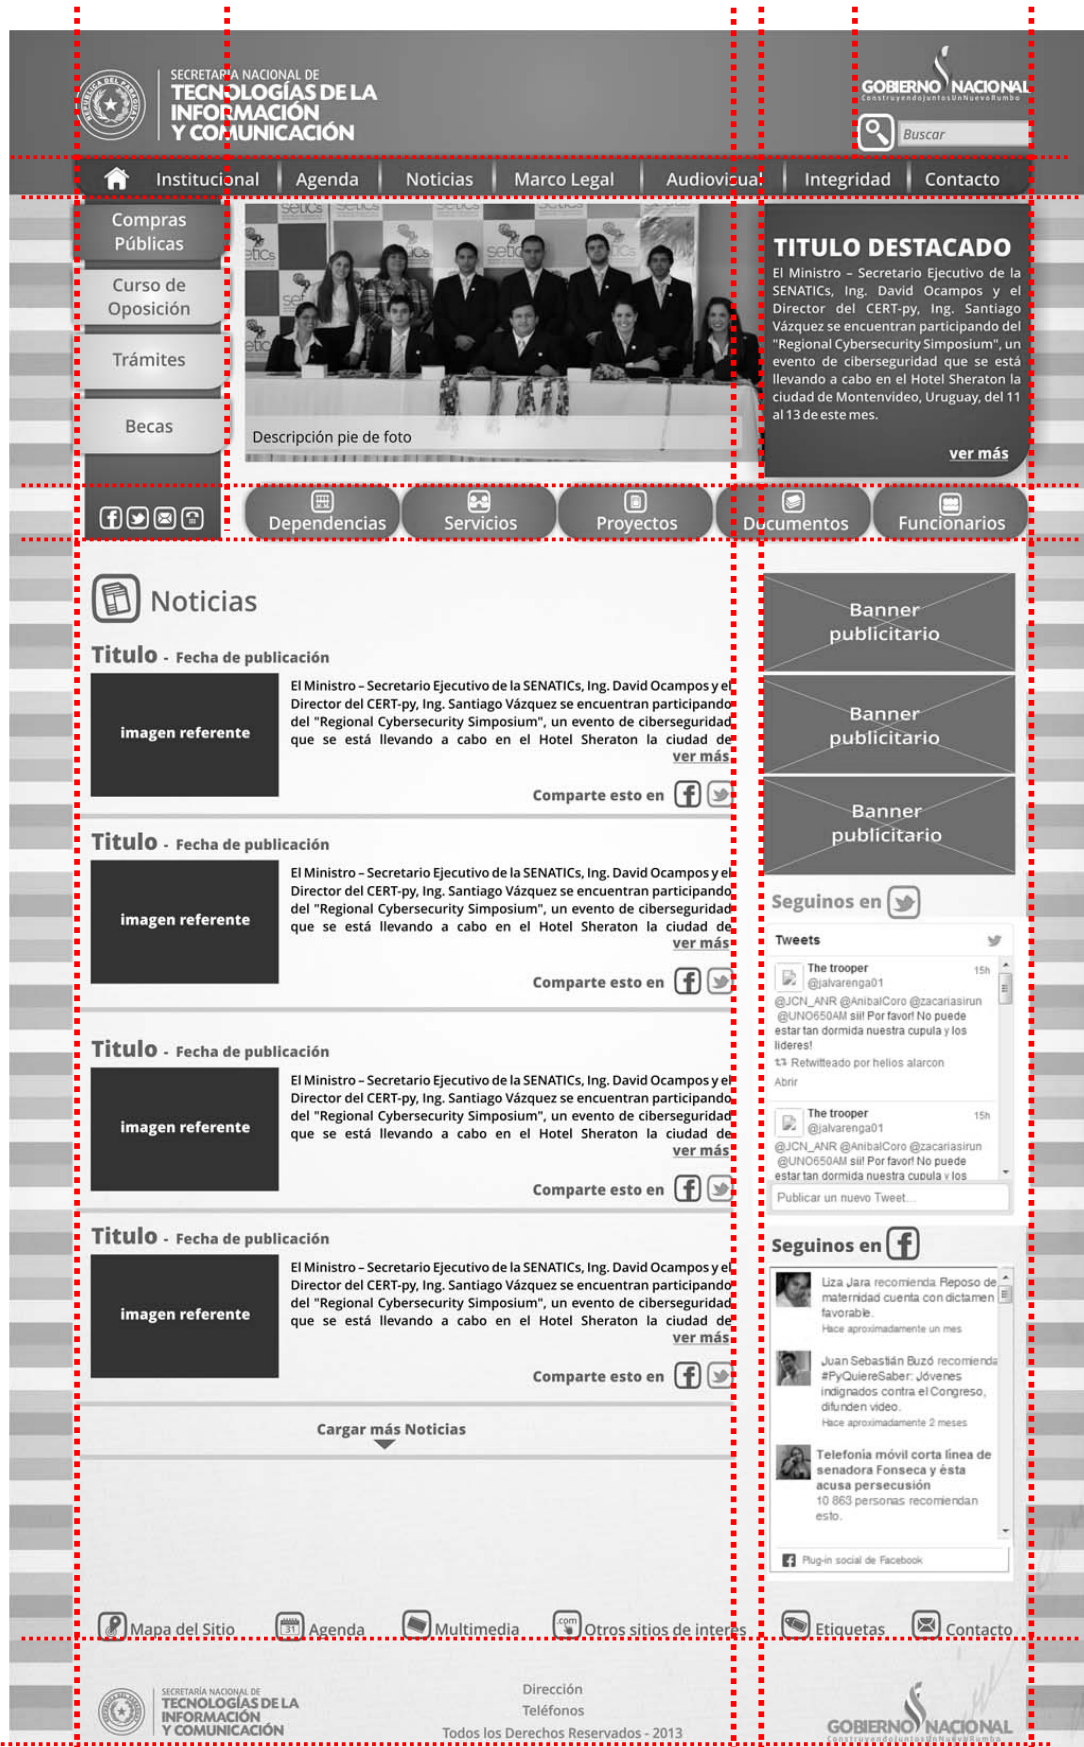 SECRETARÍA NACIONAL DE
TECNOLOGÍAS DE LA
INFORMACIÓN
Y COMUNICACIÓN
REPUBLICA DEL PARAGUAY
GOBIERNO NACIONAL
ConstruyendoJuntosUnNuevoRumbo
Buscar
Institucional Agenda Noticias Marco Legal Audiovisual Integridad Contacto
Compras
Públicas
Curso de
Oposición
Trámites
Becas
setics
Descripción pie de foto
TITULO DESTACADO
El Ministro – Secretario Ejecutivo de la
SENATICs, Ing. David Ocampos y el
Director del CERT-py, Ing. Santiago
Vázquez se encuentran participando del
"Regional Cybersecurity Simposium", un
evento de ciberseguridad que se está
llevando a cabo en el Hotel Sheraton la
ciudad de Montenvideo, Uruguay, del 11
al 13 de este mes.
ver más
Dependencias Servicios Proyectos Documentos Funcionarios
Noticias
Titulo - Fecha de publicación
imagen referente
El Ministro – Secretario Ejecutivo de la SENATICs, Ing. David Ocampos y el
Director del CERT-py, Ing. Santiago Vázquez se encuentran participando
del "Regional Cybersecurity Simposium", un evento de ciberseguridad
que se está llevando a cabo en el Hotel Sheraton la ciudad de
ver más
Comparte esto en
Titulo - Fecha de publicación
imagen referente
El Ministro – Secretario Ejecutivo de la SENATICs, Ing. David Ocampos y el
Director del CERT-py, Ing. Santiago Vázquez se encuentran participando
del "Regional Cybersecurity Simposium", un evento de ciberseguridad
que se está llevando a cabo en el Hotel Sheraton la ciudad de
ver más
Comparte esto en
Titulo - Fecha de publicación
imagen referente
El Ministro – Secretario Ejecutivo de la SENATICs, Ing. David Ocampos y el
Director del CERT-py, Ing. Santiago Vázquez se encuentran participando
del "Regional Cybersecurity Simposium", un evento de ciberseguridad
que se está llevando a cabo en el Hotel Sheraton la ciudad de
ver más
Comparte esto en
Titulo - Fecha de publicación
imagen referente
El Ministro – Secretario Ejecutivo de la SENATICs, Ing. David Ocampos y el
Director del CERT-py, Ing. Santiago Vázquez se encuentran participando
del "Regional Cybersecurity Simposium", un evento de ciberseguridad
que se está llevando a cabo en el Hotel Sheraton la ciudad de
ver más
Comparte esto en
Cargar más Noticias
Banner
publicitario
Banner
publicitario
Banner
publicitario
Seguinos en
Tweets
The trooper 15h
@jalvarenga01
@JCN_ANR @AnibalCoro @zacariasirun
@UNO650AM sii! Por favor! No puede
estar tan dormida nuestra cupula y los
lideres!
Retwitteado por helios alarcon
Abrir
The trooper 15h
@jalvarenga01
@JCN_ANR @AnibalCoro @zacariasirun
@UNO650AM sii! Por favor! No puede
estar tan dormida nuestra cupula y los
Publicar un nuevo Tweet...
Seguinos en
Liza Jara recomienda Reposo de
maternidad cuenta con dictamen
favorable.
Hace aproximadamente un mes
Juan Sebastián Buzó recomienda
#PyQuiereSaber: Jóvenes
indignados contra el Congreso,
difunden video.
Hace aproximadamente 2 meses
Telefonía móvil corta línea de
senadora Fonseca y ésta
acusa persecusión
10 863 personas recomiendan
esto.
Plug-in social de Facebook
Mapa del Sitio 31 Agenda Multimedia .com Otros sitios de interes Etiquetas Contacto
SECRETARÍA NACIONAL DE
TECNOLOGÍAS DE LA
INFORMACIÓN
Y COMUNICACIÓN
Dirección
Teléfonos
Todos los Derechos Reservados - 2013
GOBIERNO NACIONAL
ConstruyendoJuntosUnNuevoRumbo